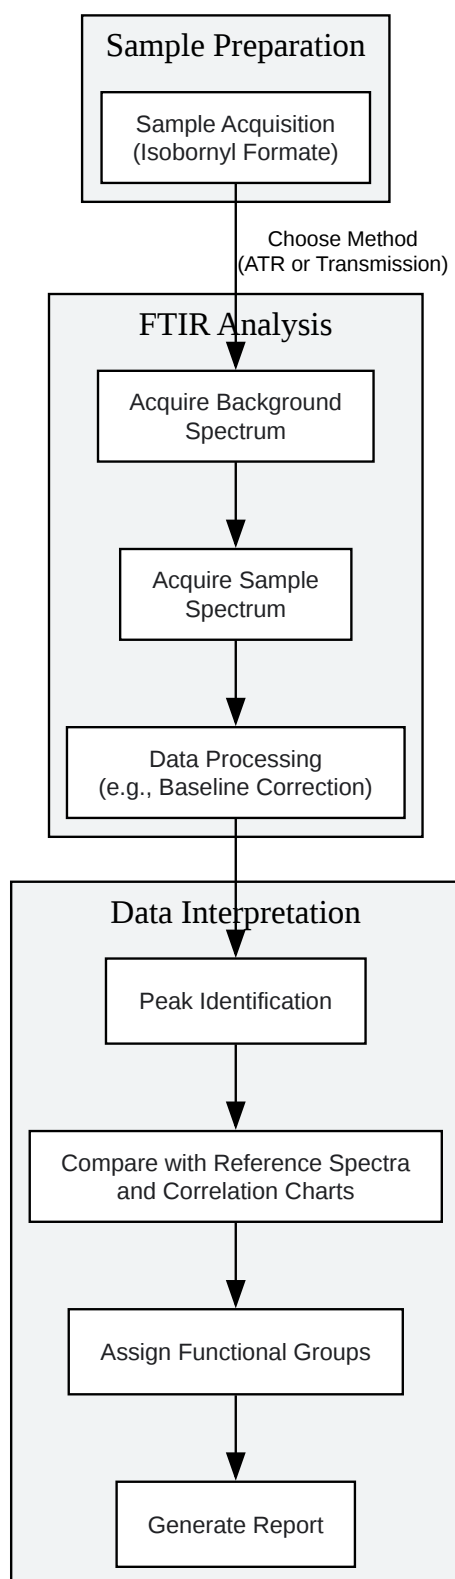 Sample Preparation
Sample Acquisition
(Isobornyl Formate)
Choose Method
(ATR or Transmission)
FTIR Analysis
Acquire Background
Spectrum
Acquire Sample
Spectrum
Data Processing
(e.g., Baseline Correction)
Data Interpretation
Peak Identification
Compare with Reference Spectra
and Correlation Charts
Assign Functional Groups
Generate Report